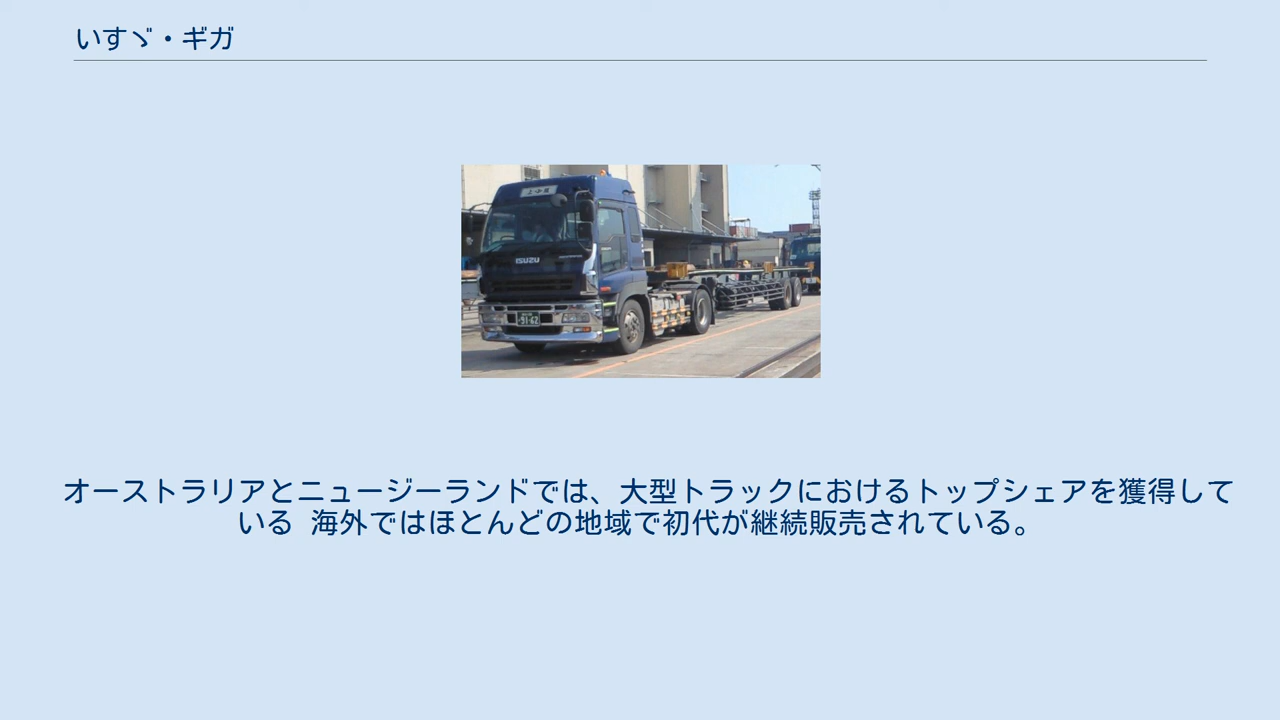 いすゞ・ギガ
ISUZU
91-62
オーストラリアとニュージーランドでは、大型トラックにおけるトップシェアを獲得して
いる 海外ではほとんどの地域で初代が継続販売されている。